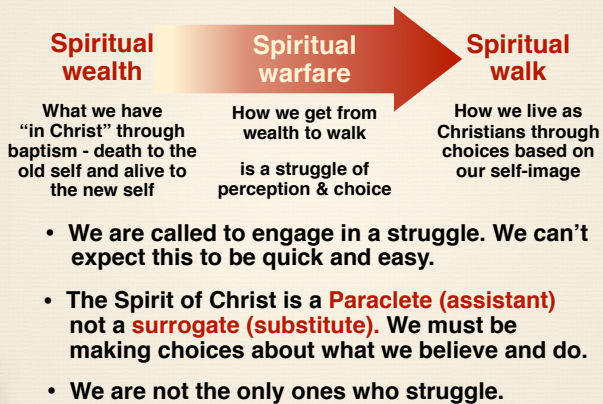 Spiritual
wealth
Spiritual
warfare
Spiritual
walk
What we have
“in Christ” through
baptism - death to the
old self and alive to
the new self
How we get from
wealth to walk
is a struggle of
perception & choice
How we live as
Christians through
choices based on
our self-image
• We are called to engage in a struggle. We can’t
expect this to be quick and easy.
• The Spirit of Christ is a Paraclete (assistant)
not a surrogate (substitute). We must be
making choices about what we believe and do.
• We are not the only ones who struggle.